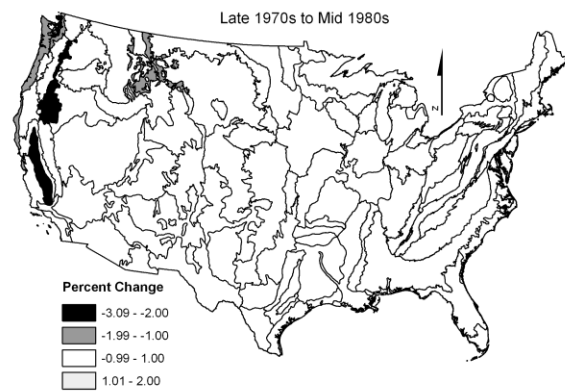 Late 1970s to Mid 1980s
N
Percent Change
-3.09 - -2.00
-1.99 - -1.00
-0.99 - 1.00
1.01 - 2.00